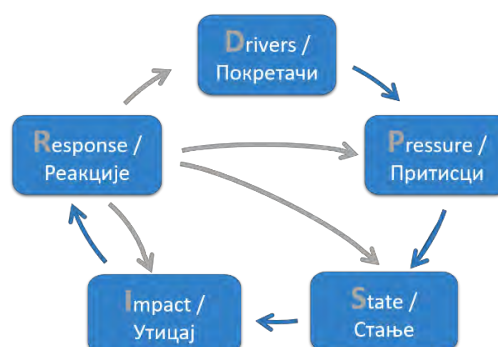 Drivers /
Покретачи
Response /
Реакције
Pressure /
Притисци
Impact /
Утицај
State /
Стање